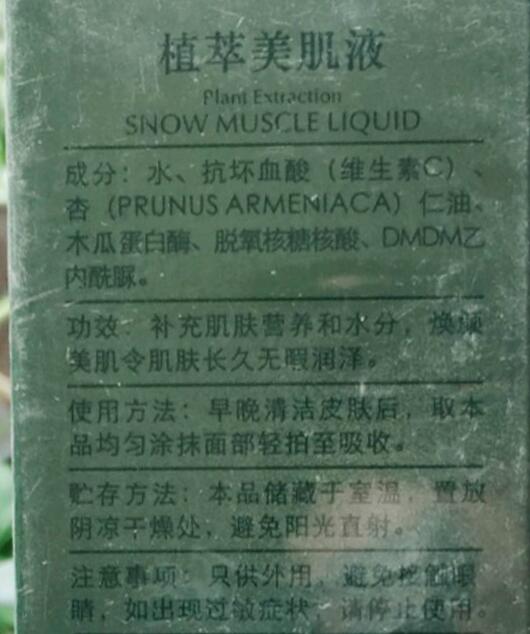 植萃美肌液
Plant Extraction
SNOW MUSCLE LIQUID
成分：水、抗坏血酸（维生素C）、
杏（PRUNUS ARMENIACA）仁油、
木瓜蛋白酶、脱氧核糖核酸、DMDM乙
内酰脲。
功效：补充肌肤营养和水分，焕颜
美肌令肌肤长久无暇润泽。
使用方法：早晚清洁皮肤后，取本
品均匀涂抹面部轻拍至吸收。
贮存方法：本品储藏于室温，置放
阴凉干燥处，避免阳光直射。
注意事项：只供外用，避免接触眼
睛，如出现过敏症状，请停止使用。